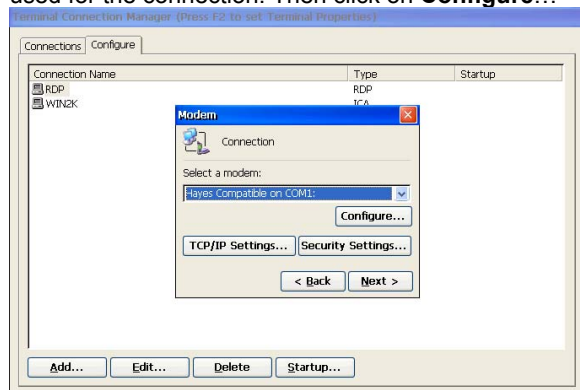 used for the connection. Then click on Configure…
Terminal Connection Manager (Press F2 to set Terminal Properties)
Connections Configure
Connection Name Type Startup
RDP RDP
WIN2K ICA
Modem
Connection
Select a modem:
Hayes Compatible on COM1:
Configure...
TCP/IP Settings... Security Settings...
< Back Next >
Add... Edit... Delete Startup...